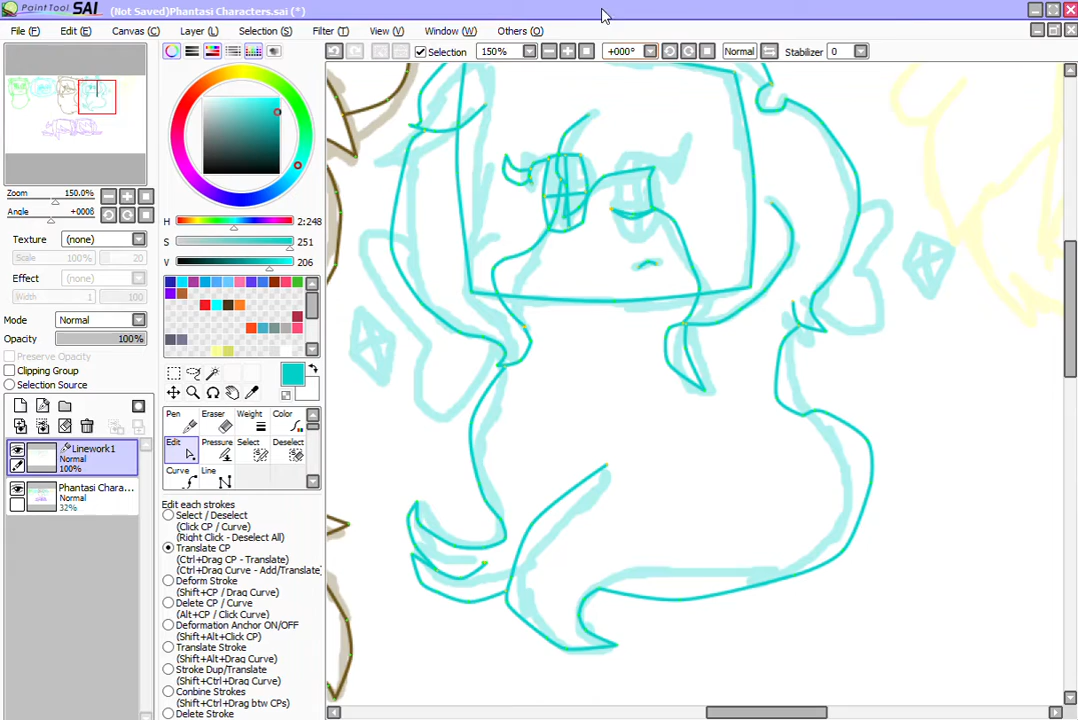 PaintTool SAI (Not Saved)Phantasi Characters.sai (*)
File (F) Edit (E) Canvas (C) Layer (L) Selection (S) Filter (T) View (V) Window (W) Others (O)
Selection 150% +000° Normal Stabilizer 0
Zoom 150.0%
Angle +000θ
H 2:248
S 251
V 206
Texture (none)
Scale 100% 20
Effect (none)
Width 1 100
Mode Normal
Opacity 100%
Preserve Opacity
Clipping Group
Selection Source
Linework1
Normal
100%
Phantasi Chara...
Normal
32%
Pen Eraser Weight Color
Edit Pressure Select Deselect
Curve Line
Edit each strokes
Select / Deselect
(Click CP / Curve)
(Right Click - Deselect All)
Translate CP
(Ctrl+Drag CP - Translate)
(Ctrl+Drag Curve - Add/Translate)
Deform Stroke
(Shift+CP / Drag Curve)
Delete CP / Curve
(Alt+CP / Click Curve)
Deformation Anchor ON/OFF
(Shift+Alt+Click CP)
Translate Stroke
(Shift+Alt+Drag Curve)
Stroke Dup/Translate
(Shift+Ctrl+Drag Curve)
Combine Strokes
(Shift+Ctrl+Drag btw CPs)
Delete Stroke